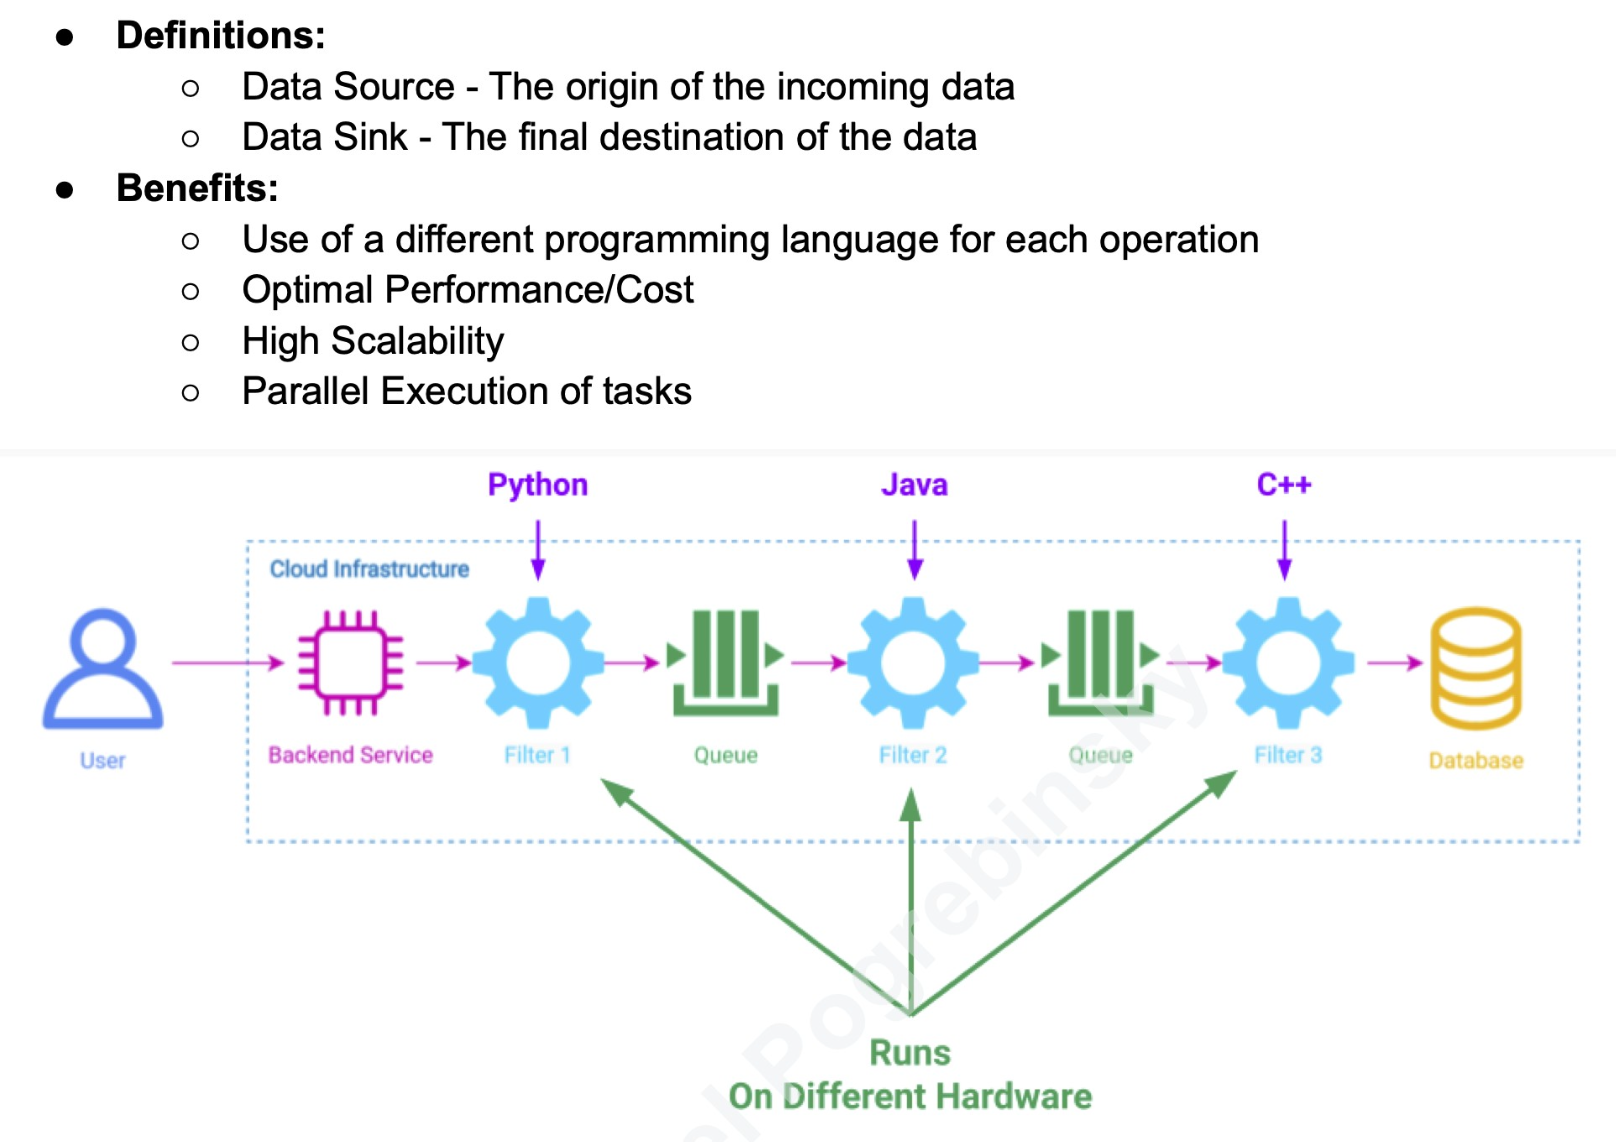 ● Definitions:
○ Data Source - The origin of the incoming data
○ Data Sink - The final destination of the data
● Benefits:
○ Use of a different programming language for each operation
○ Optimal Performance/Cost
○ High Scalability
○ Parallel Execution of tasks
Python
Java
C++
Cloud Infrastructure
User
Backend Service
Filter 1
Queue
Filter 2
Queue
Filter 3
Database
Runs
On Different Hardware
Pogrebinsky